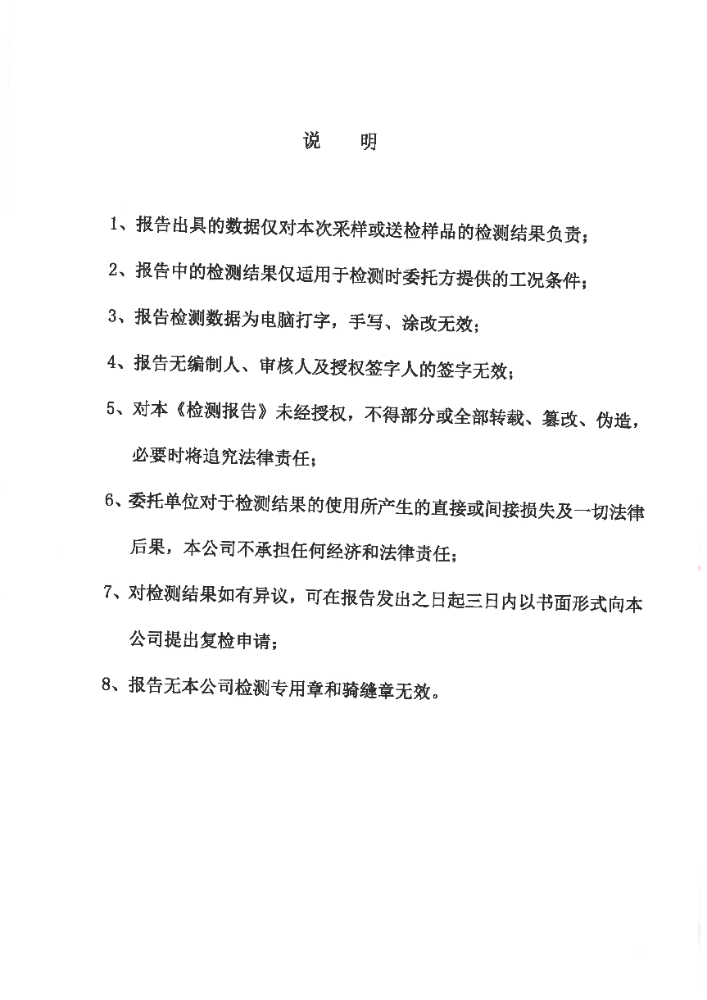 说 明
1、报告出具的数据仅对本次采样或送检样品的检测结果负责；
2、报告中的检测结果仅适用于检测时委托方提供的工况条件；
3、报告检测数据为电脑打字，手写、涂改无效；
4、报告无编制人、审核人及授权签字人的签字无效；
5、对本《检测报告》未经授权，不得部分或全部转载、篡改、伪造，
必要时将追究法律责任；
6、委托单位对于检测结果的使用所产生的直接或间接损失及一切法律
后果，本公司不承担任何经济和法律责任；
7、对检测结果如有异议，可在报告发出之日起三日内以书面形式向本
公司提出复检申请；
8、报告无本公司检测专用章和骑缝章无效。